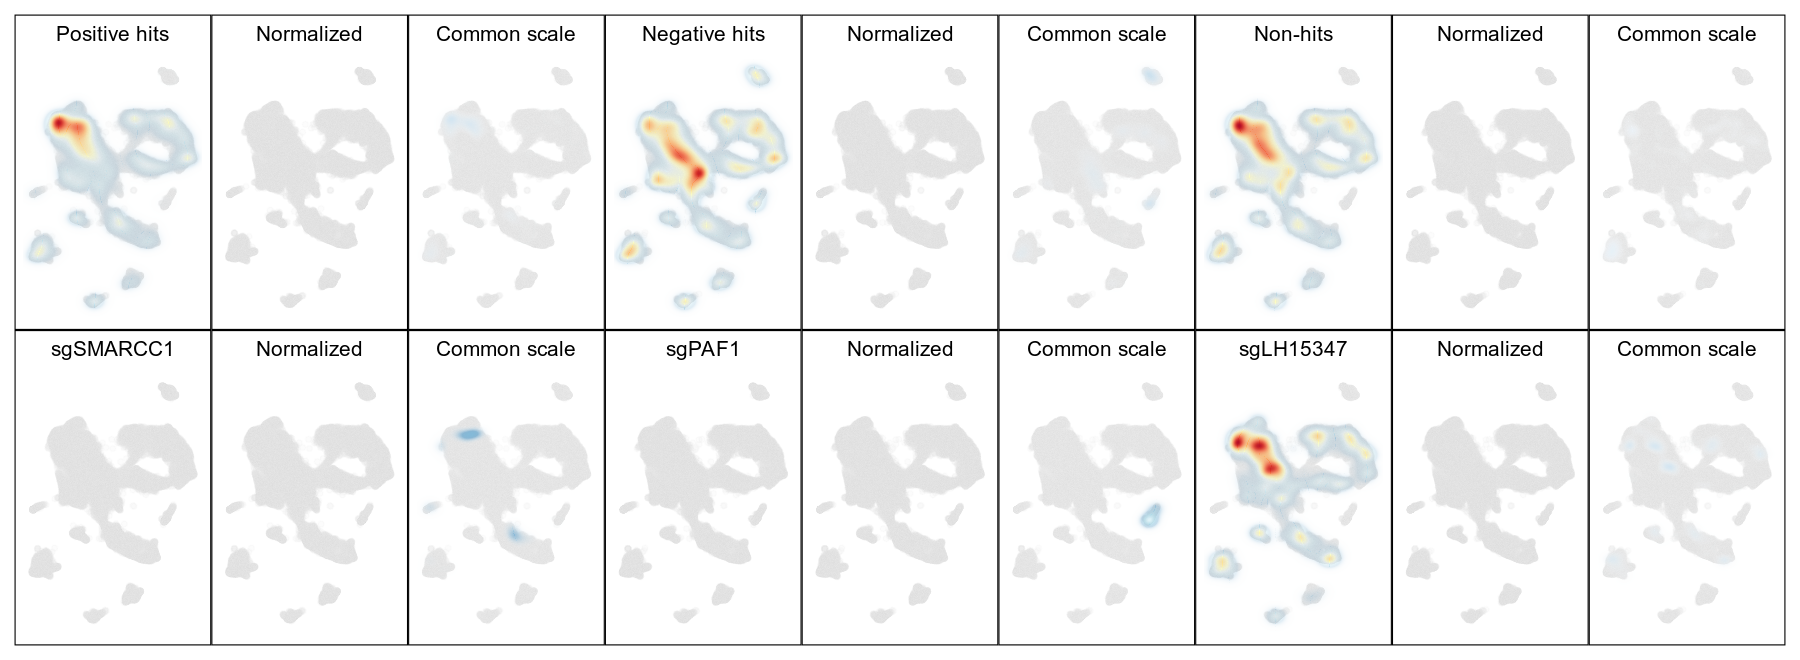 Positive hits
Normalized
Common scale
Negative hits
Normalized
Common scale
Non-hits
Normalized
Common scale
sgSMARCC1
Normalized
Common scale
sgPAF1
Normalized
Common scale
sgLH15347
Normalized
Common scale